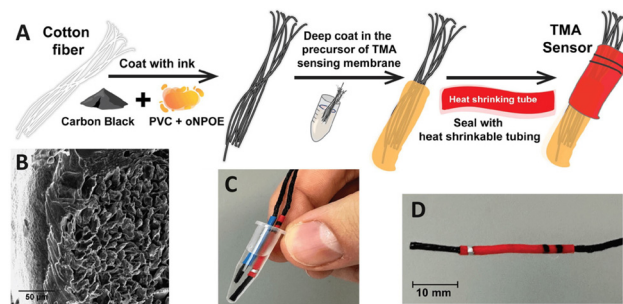 A
Cotton
fiber
Coat with ink
Carbon Black
PVC + oNPOE
Deep coat in the
precursor of TMA
sensing membrane
Heat shrinking tube
Seal with
heat shrinkable tubing
TMA
Sensor
B
50 μm
C
D
10 mm